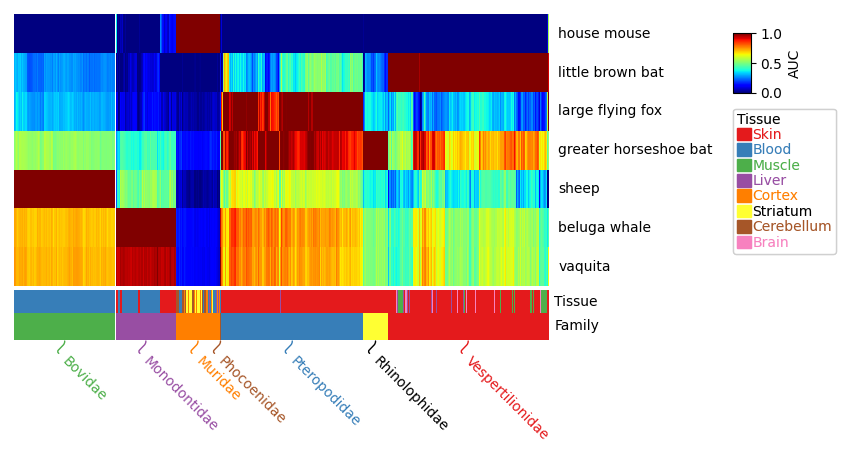 house mouse
little brown bat
large flying fox
greater horseshoe bat
sheep
beluga whale
vaquita
Tissue
Family
1.0
0.5
0.0
AUC
Tissue
Skin
Blood
Muscle
Liver
Cortex
Striatum
Cerebellum
Brain
Bovidae
Monodontidae
Muridae
Phocoenidae
Pteropodidae
Rhinolophidae
Vespertilionidae